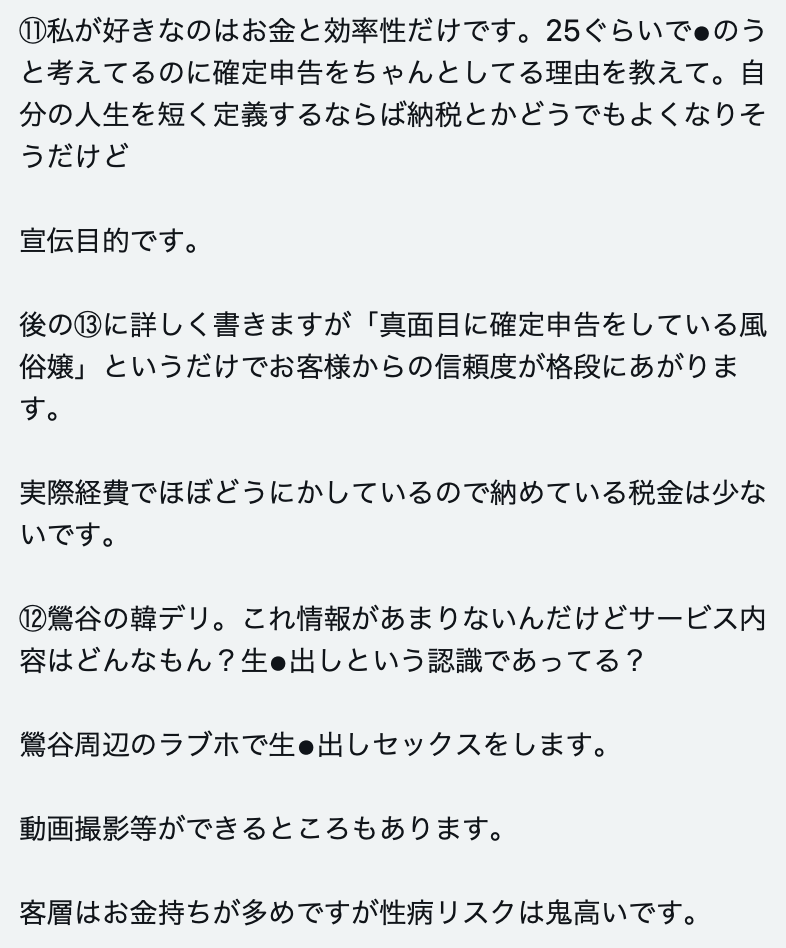 ⑪私が好きなのはお金と効率性だけです。25ぐらいで●のう
と考えてるのに確定申告をちゃんとしてる理由を教えて。自
分の人生を短く定義するならば納税とかどうでもよくなりそ
うだけど
宣伝目的です。
後の⑬に詳しく書きますが「真面目に確定申告をしている風
俗嬢」というだけでお客様からの信頼度が格段にあがりま
す。
実際経費でほぼどうにかしているので納めている税金は少な
いです。
⑫鶯谷の韓デリ。これ情報があまりないんだけどサービス内
容はどんなもん？生●出しという認識であってる？
鶯谷周辺のラブホで生●出しセックスをします。
動画撮影等ができるところもあります。
客層はお金持ちが多めですが性病リスクは鬼高いです。